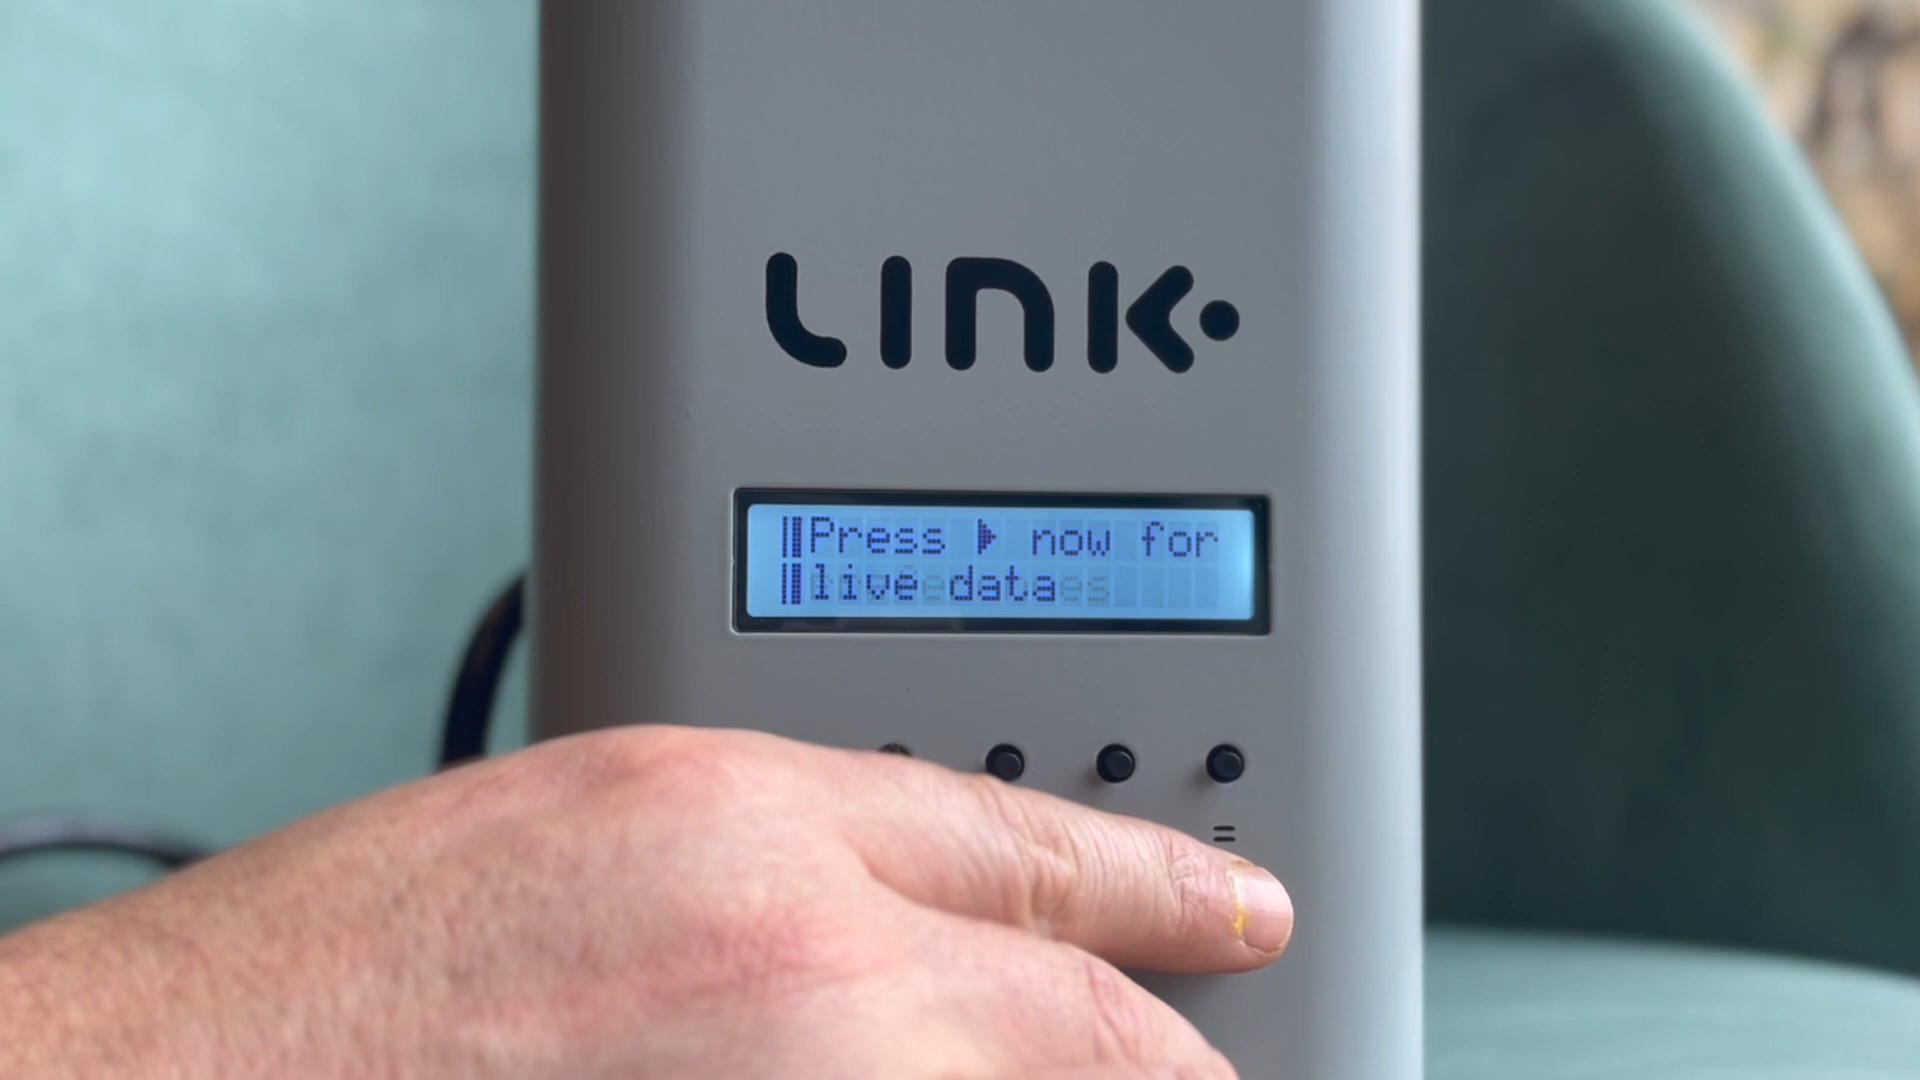 LINK
Press ▶ now for
live data
=